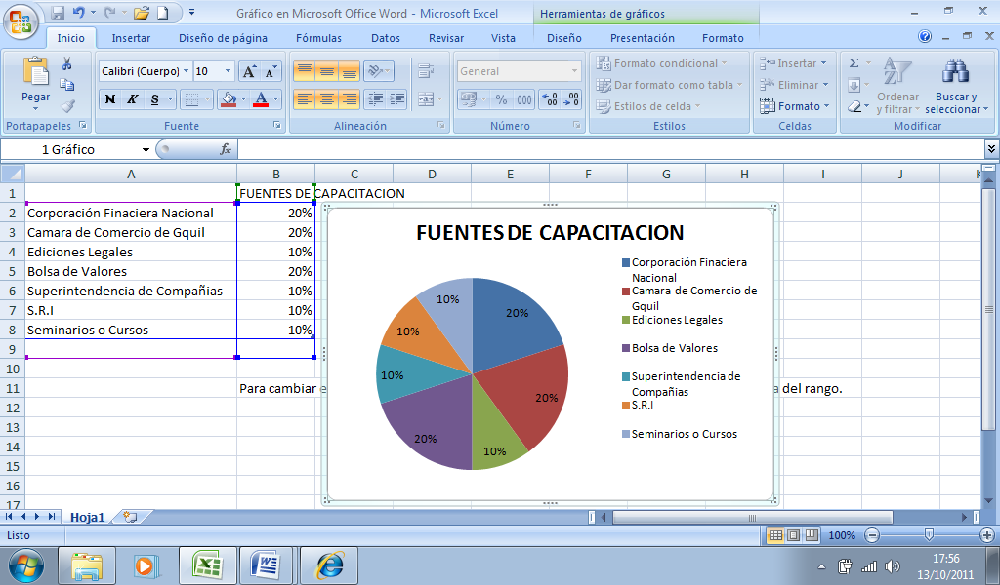 Gráfico en Microsoft Office Word - Microsoft Excel
Herramientas de gráficos
Inicio Insertar Diseño de página Fórmulas Datos Revisar Vista Diseño Presentación Formato
Pegar
Portapapeles
Calibri (Cuerpo) 10 A A
N K S A
Fuente
Alineación
General
% 000
Número
Formato condicional
Dar formato como tabla
Estilos de celda
Estilos
Insertar
Eliminar
Formato
Celdas
Σ
Ordenar y filtrar
Buscar y seleccionar
Modificar
1 Gráfico fx
A B C D E F G H I J K
1 FUENTES DE CAPACITACION
2 Corporación Finaciera Nacional 20%
3 Camara de Comercio de Gquil 20%
4 Ediciones Legales 10%
5 Bolsa de Valores 20%
6 Superintendencia de Compañias 10%
7 S.R.I 10%
8 Seminarios o Cursos 10%
9
10
11 Para cambiar e a del rango.
12
13
14
15
16
17
FUENTES DE CAPACITACION
20%
20%
10%
20%
10%
10%
10%
Corporación Finaciera
Nacional
Camara de Comercio de
Gquil
Ediciones Legales
Bolsa de Valores
Superintendencia de
Compañias
S.R.I
Seminarios o Cursos
Hoja1
Listo 100%
17:56
13/10/2011